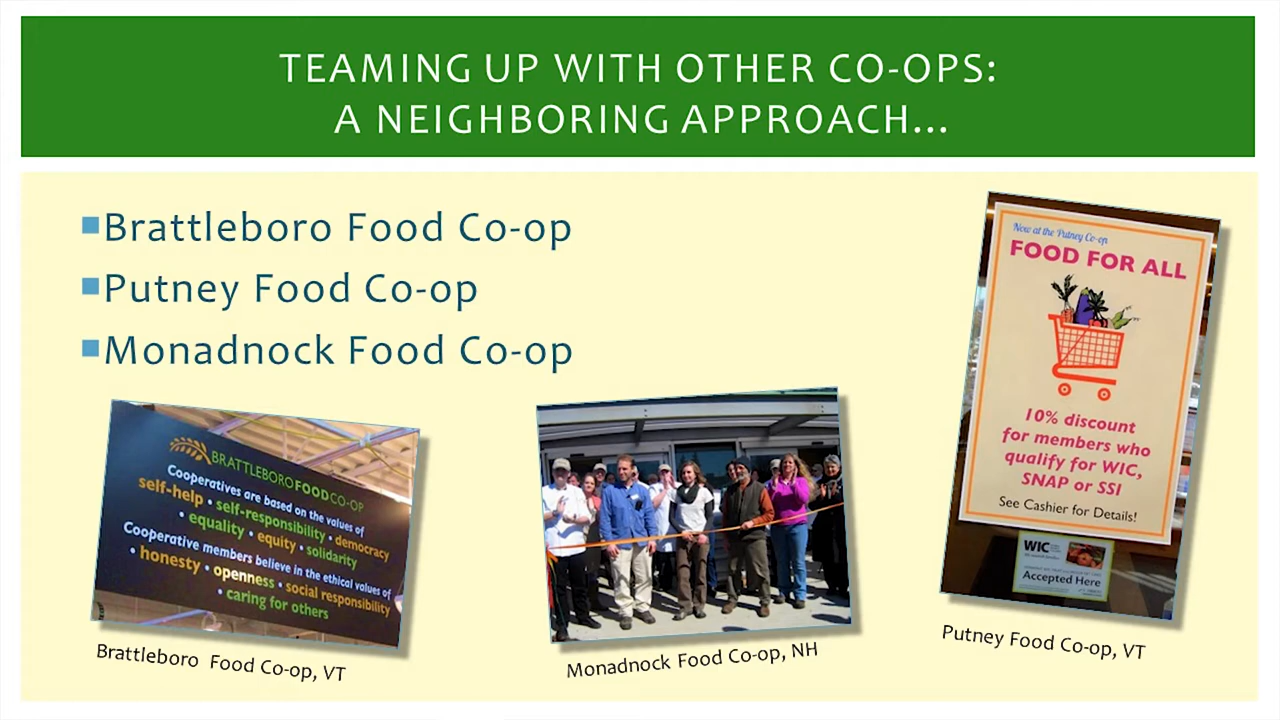 TEAMING UP WITH OTHER CO-OPS:
A NEIGHBORING APPROACH...
Brattleboro Food Co-op
Putney Food Co-op
Monadnock Food Co-op
BRATTLEBOROFOODCO-OP
Cooperatives are based on the values of
self-help • self-responsibility • democracy
• equality • equity • solidarity
Cooperative members believe in the ethical values of
• honesty • openness • social responsibility
• caring for others
Brattleboro Food Co-op, VT
Monadnock Food Co-op, NH
Now at the Putney Co-op
FOOD FOR ALL
10% discount
for members who
qualify for WIC,
SNAP or SSI
See Cashier for Details!
WIC
Accepted Here
Putney Food Co-op, VT